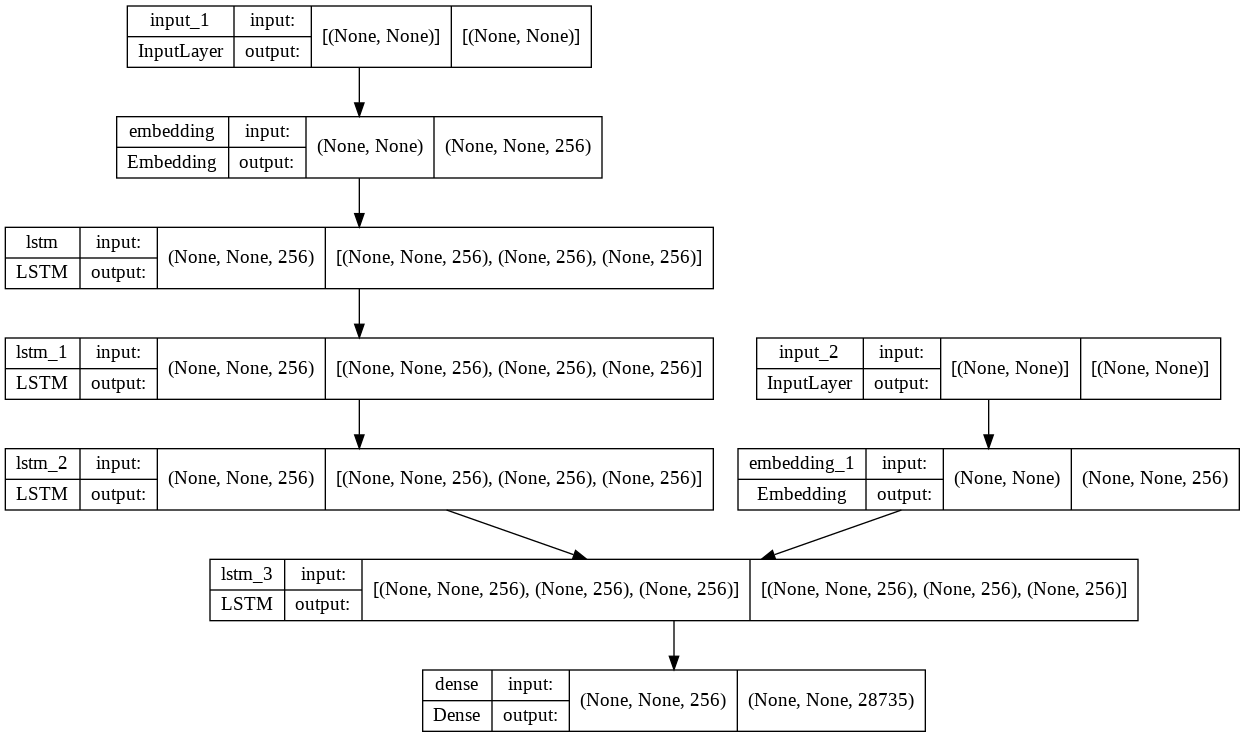 input_1 input: [(None, None)] [(None, None)]
InputLayer output:
embedding input: (None, None) (None, None, 256)
Embedding output:
lstm input: (None, None, 256) [(None, None, 256), (None, 256), (None, 256)]
LSTM output:
lstm_1 input: (None, None, 256) [(None, None, 256), (None, 256), (None, 256)]
LSTM output:
input_2 input: [(None, None)] [(None, None)]
InputLayer output:
lstm_2 input: (None, None, 256) [(None, None, 256), (None, 256), (None, 256)]
LSTM output:
embedding_1 input: (None, None) (None, None, 256)
Embedding output:
lstm_3 input: [(None, None, 256), (None, 256), (None, 256)] [(None, None, 256), (None, 256), (None, 256)]
LSTM output:
dense input: (None, None, 256) (None, None, 28735)
Dense output: